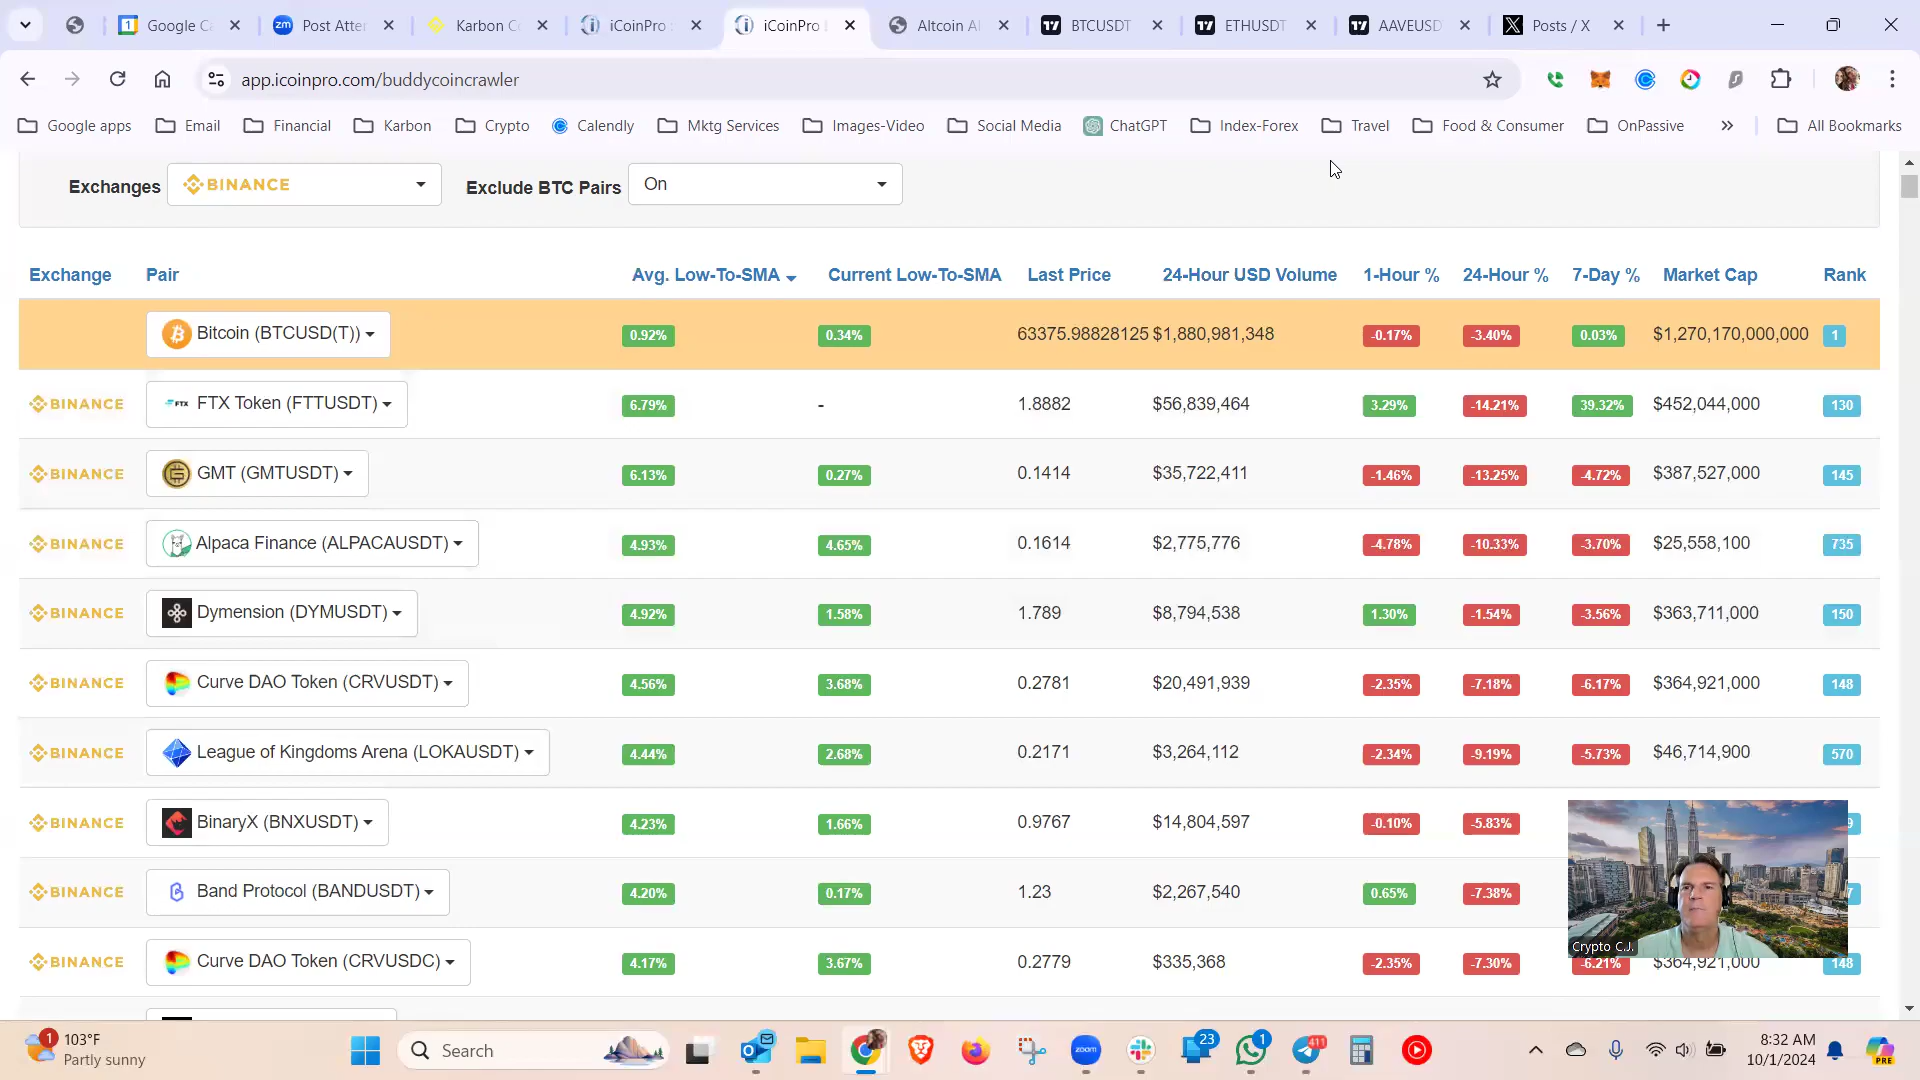 Google Ca
Post Atter
Karbon C
iCoinPro
iCoinPro
Altcoin Al
BTCUSDT
ETHUSDT
AAVEUSD
Posts / X
app.icoinpro.com/buddycoincrawler
Google apps
Email
Financial
Karbon
Crypto
Calendly
Mktg Services
Images-Video
Social Media
ChatGPT
Index-Forex
Travel
Food & Consumer
OnPassive
All Bookmarks
Exchanges BINANCE Exclude BTC Pairs On
Exchange Pair Avg. Low-To-SMA Current Low-To-SMA Last Price 24-Hour USD Volume 1-Hour % 24-Hour % 7-Day % Market Cap Rank
Bitcoin (BTCUSD(T)) 0.92% 0.34% 63375.98828125 $1,880,981,348 -0.17% -3.40% 0.03% $1,270,170,000,000 1
BINANCE FTX FTX Token (FTTUSDT) 6.79% - 1.8882 $56,839,464 3.29% -14.21% 39.32% $452,044,000 130
BINANCE GMT (GMTUSDT) 6.13% 0.27% 0.1414 $35,722,411 -1.46% -13.25% -4.72% $387,527,000 145
BINANCE Alpaca Finance (ALPACAUSDT) 4.93% 4.65% 0.1614 $2,775,776 -4.78% -10.33% -3.70% $25,558,100 735
BINANCE Dymension (DYMUSDT) 4.92% 1.58% 1.789 $8,794,538 1.30% -1.54% -3.56% $363,711,000 150
BINANCE Curve DAO Token (CRVUSDT) 4.56% 3.68% 0.2781 $20,491,939 -2.35% -7.18% -6.17% $364,921,000 148
BINANCE League of Kingdoms Arena (LOKAUSDT) 4.44% 2.68% 0.2171 $3,264,112 -2.34% -9.19% -5.73% $46,714,900 570
BINANCE BinaryX (BNXUSDT) 4.23% 1.66% 0.9767 $14,804,597 -0.10% -5.83%
BINANCE Band Protocol (BANDUSDT) 4.20% 0.17% 1.23 $2,267,540 0.65% -7.38%
Crypto C.J.
BINANCE Curve DAO Token (CRVUSDC) 4.17% 3.67% 0.2779 $335,368 -2.35% -7.30% -6.21% $364,921,000 148
1 103°F
Partly sunny
Search
zoom
23
1
411
8:32 AM
10/1/2024
PRE